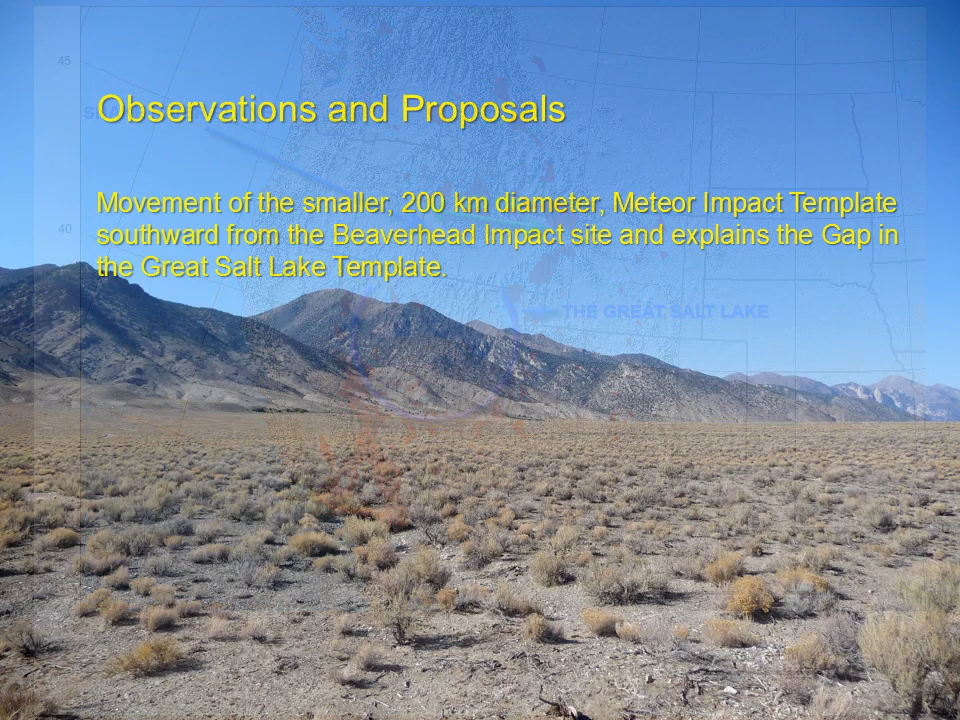 45
Observations and Proposals
Movement of the smaller, 200 km diameter, Meteor Impact Template
southward from the Beaverhead Impact site and explains the Gap in
the Great Salt Lake Template.
40
THE GREAT SALT LAKE